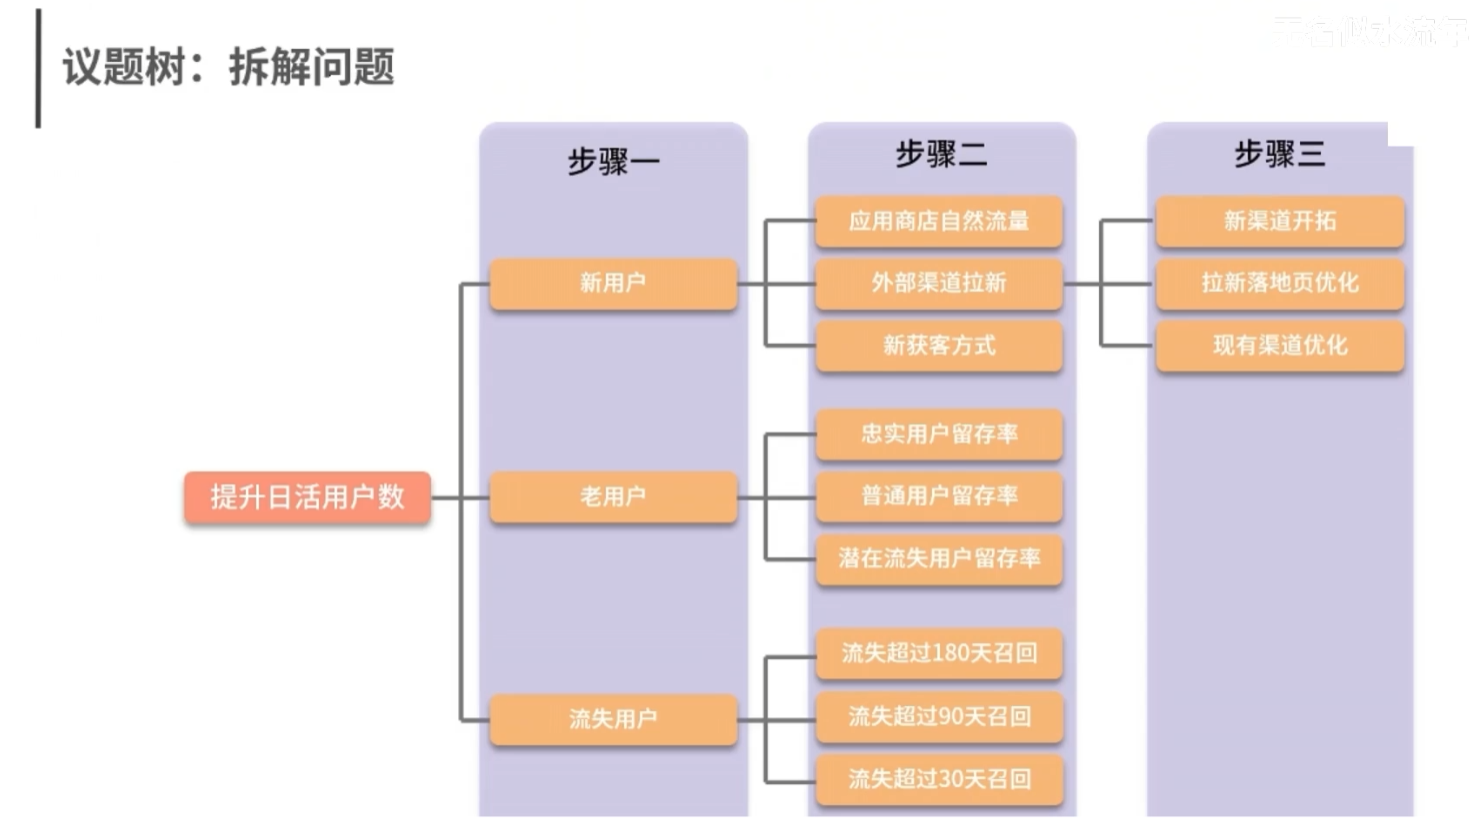 议题树：拆解问题
步骤一
步骤二
步骤三
应用商店自然流量
新渠道开拓
新用户
外部渠道拉新
拉新落地页优化
新获客方式
现有渠道优化
忠实用户留存率
提升日活用户数
老用户
普通用户留存率
潜在流失用户留存率
流失超过180天召回
流失用户
流失超过90天召回
流失超过30天召回